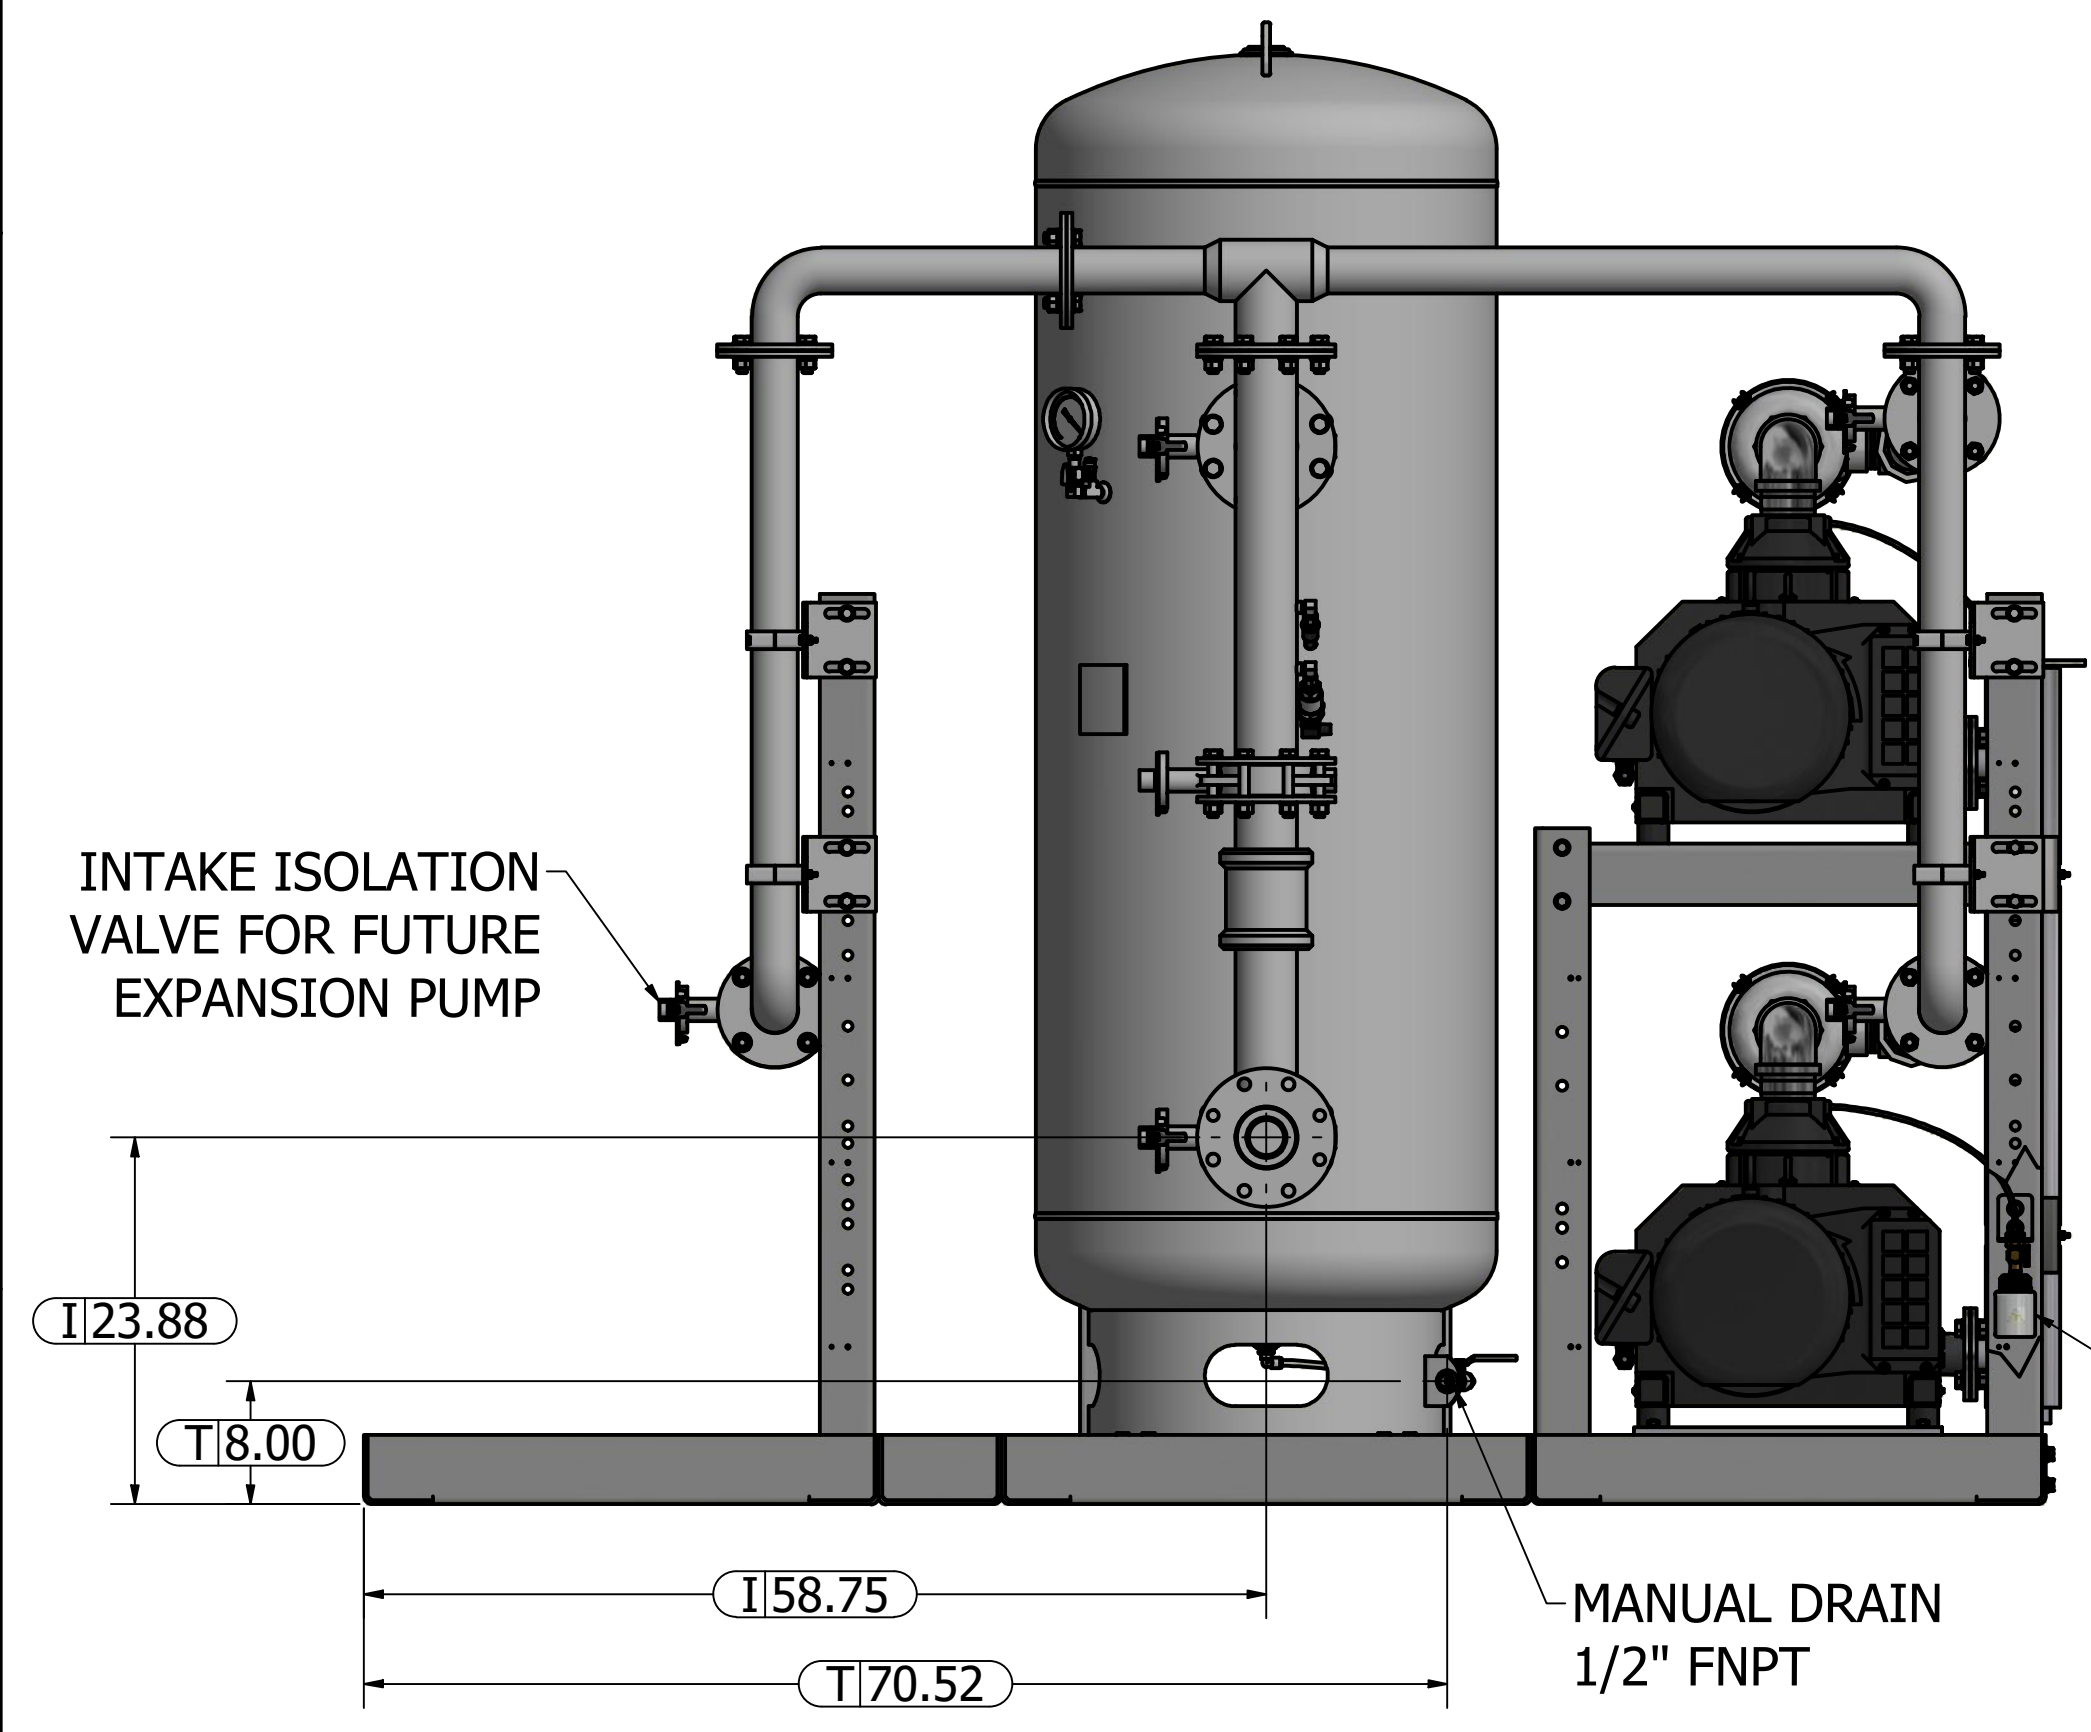 INTAKE ISOLATION
VALVE FOR FUTURE
EXPANSION PUMP
I 23.88
T 8.00
I 58.75
T 70.52
MANUAL DRAIN
1/2" FNPT